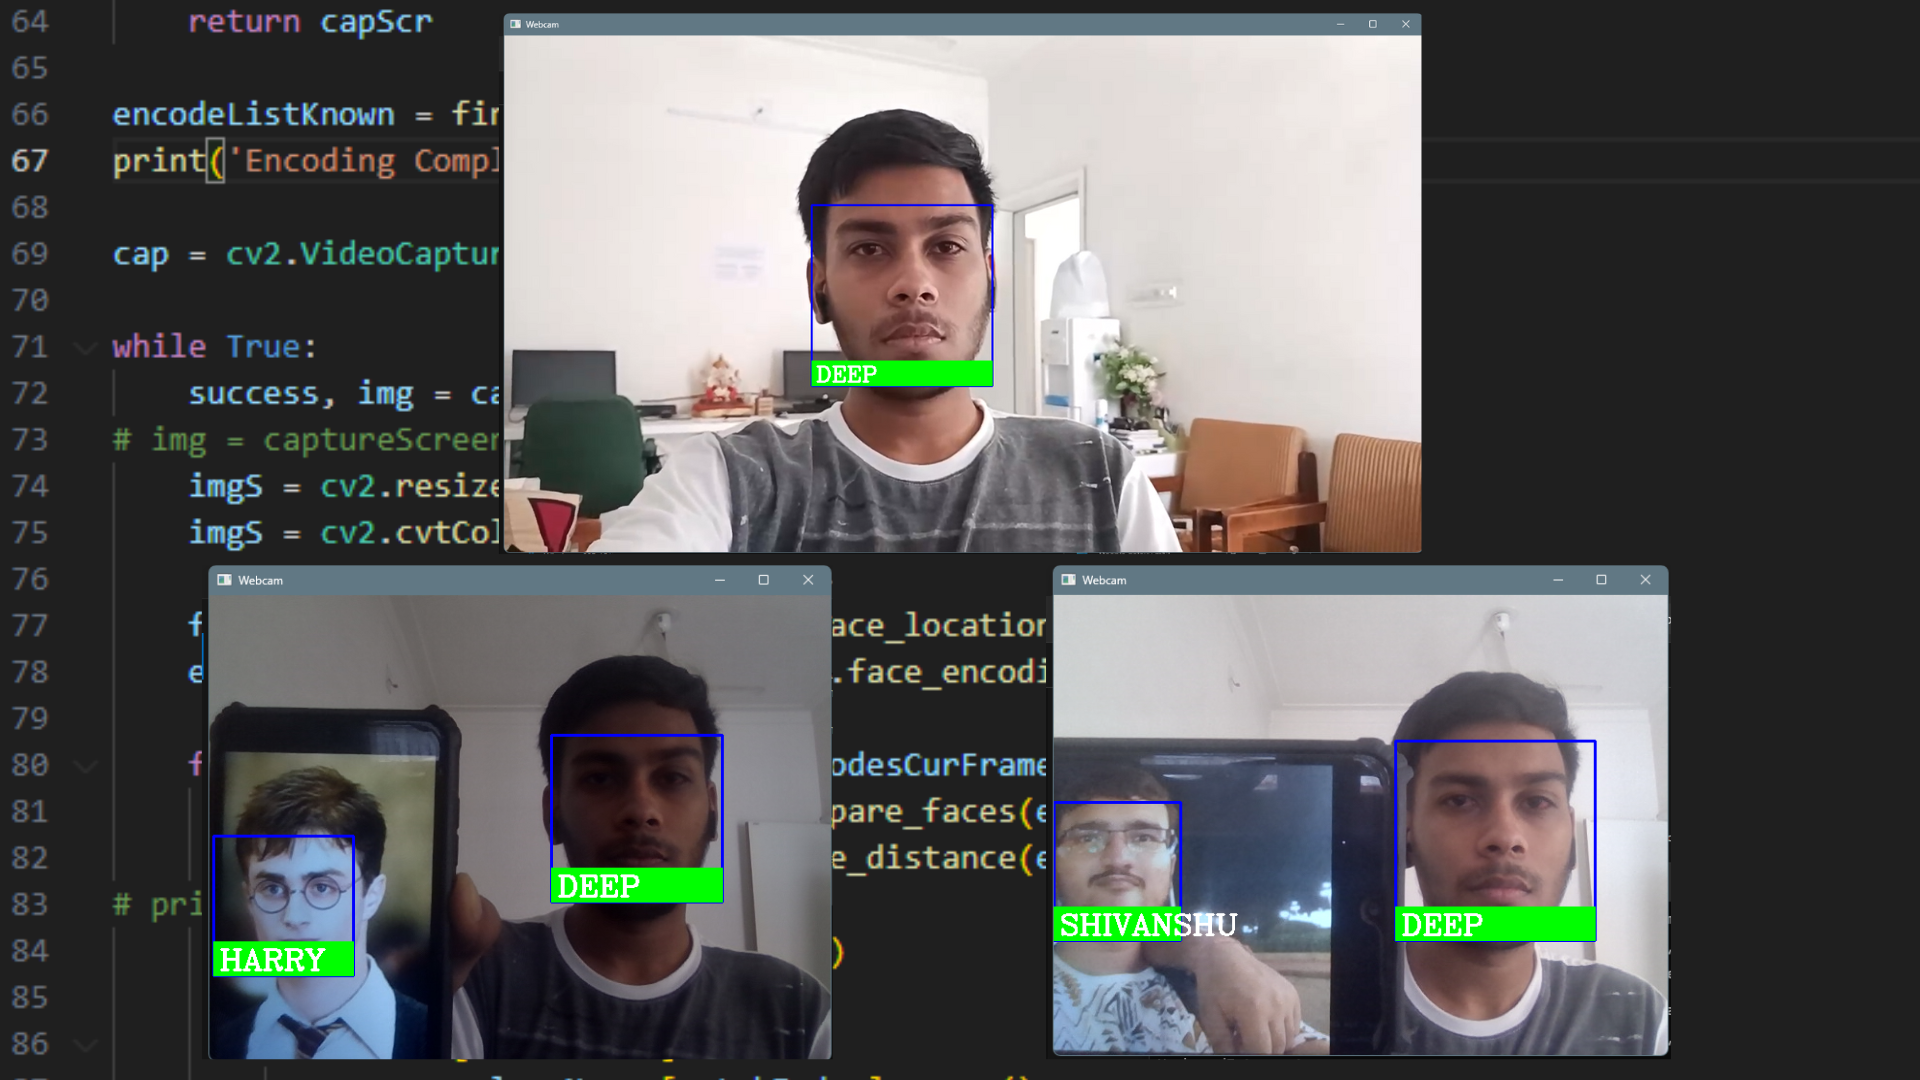 64 return capScr
65
66 encodeListKnown = fin
67 print('Encoding Compl
68
69 cap = cv2.VideoCaptur
70
71 while True:
72 success, img = ca
73 # img = captureScreen
74 imgS = cv2.resize
75 imgS = cv2.cvtCol
76
77 f ace_location
78 e .face_encodi
79
80 f odesCurFrame
81 pare_faces(e
82 e_distance(e
83 # pri
84 )
85
86
Webcam
DEEP
Webcam
HARRY
DEEP
Webcam
SHIVANSHU
DEEP